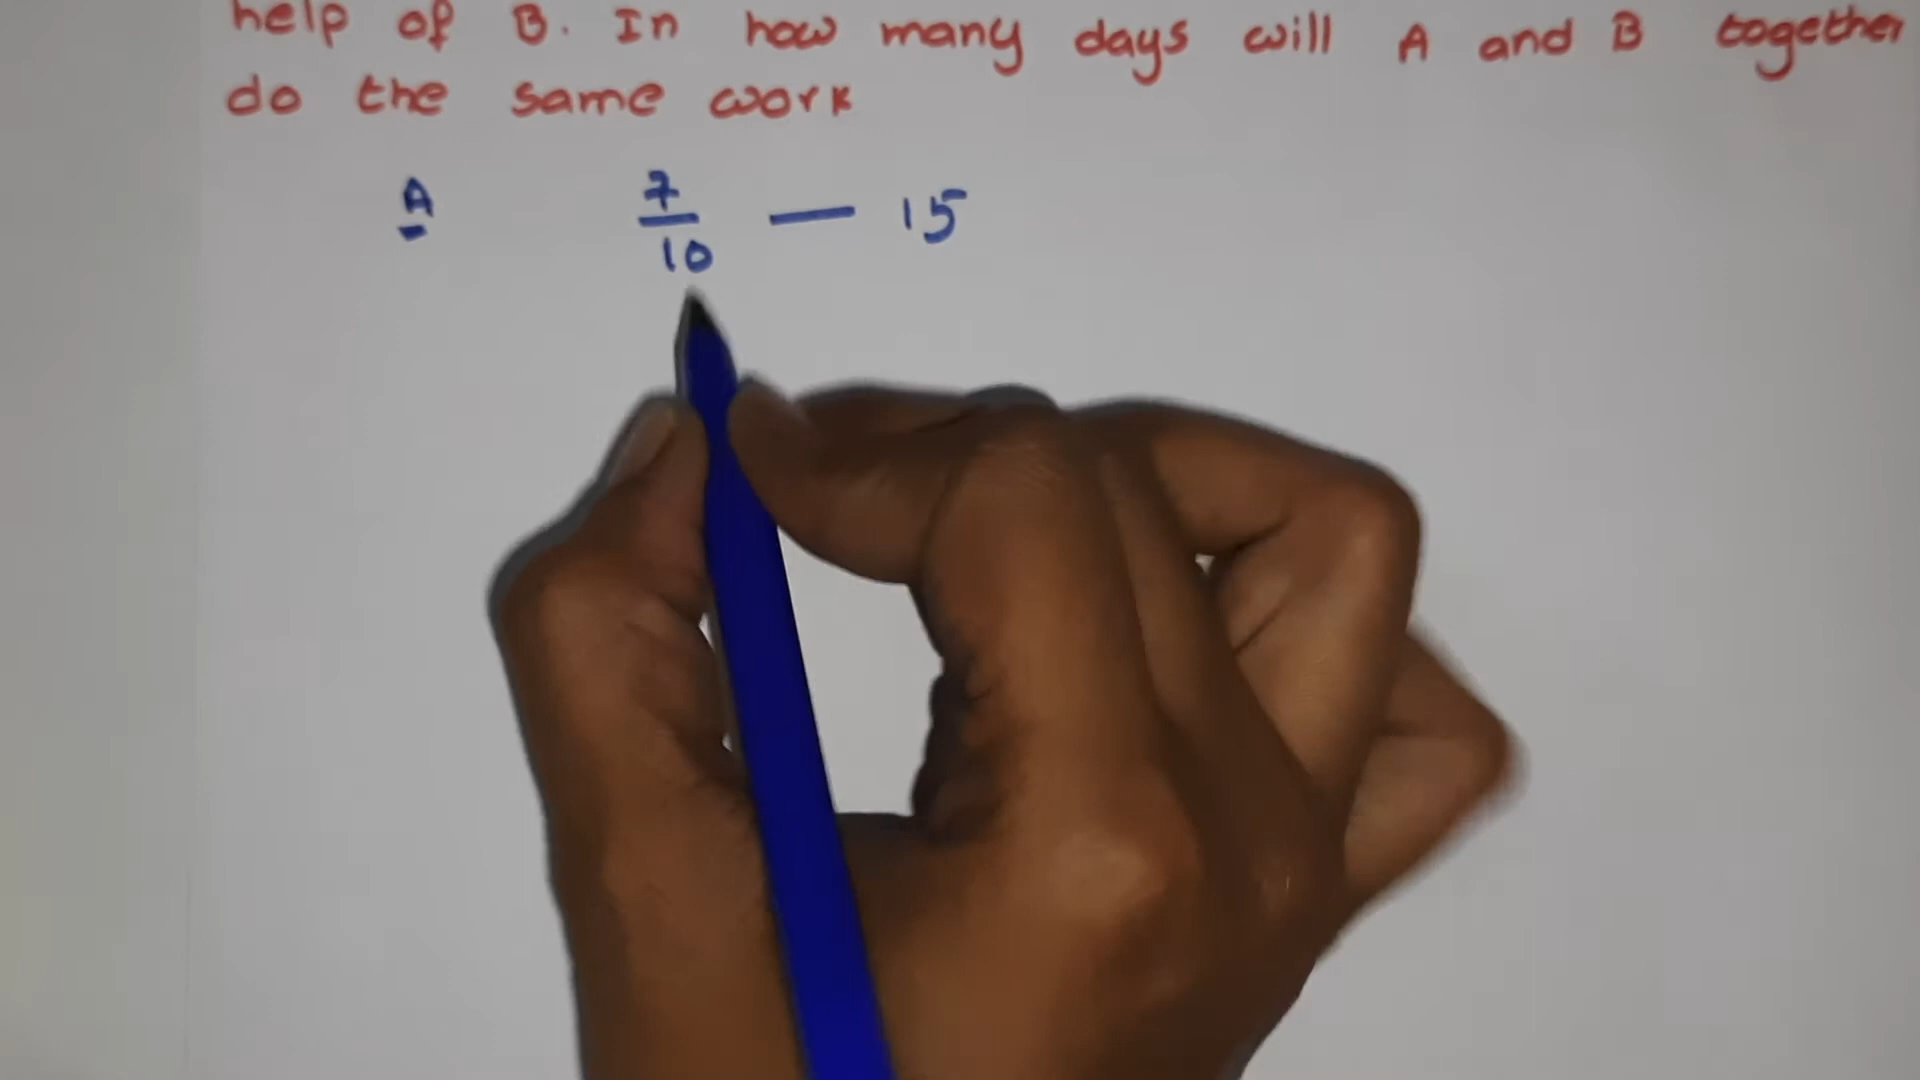 help of B. In how many days will A and B together
do the same work
A 7/10 — 15